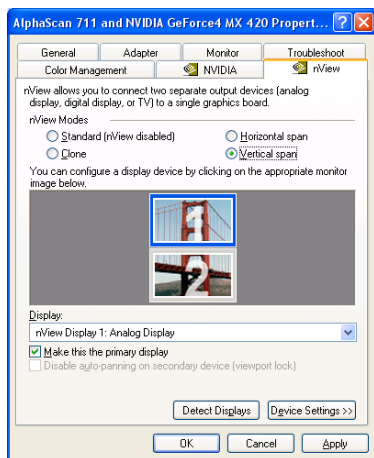 AlphaScan 711 and NVIDIA GeForce4 MX 420 Propert...
General Adapter Monitor Troubleshoot
Color Management NVIDIA nView
nView allows you to connect two separate output devices (analog
display, digital display, or TV) to a single graphics board.
nView Modes
Standard (nView disabled) Horizontal span
Clone Vertical span
You can configure a display device by clicking on the appropriate monitor
image below.
1
2
Display:
nView Display 1: Analog Display
Make this the primary display
Disable auto-panning on secondary device (viewport lock)
Detect Displays Device Settings >>
OK Cancel Apply